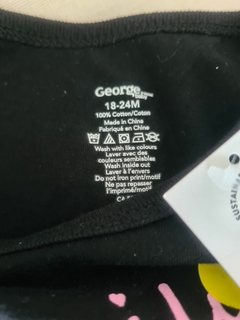 George
18-24M
100% Cotton/Coton
Made in China
Fabriqué en Chine
Wash with like colours
Laver avec des
couleurs semblables
Wash inside out
Laver à l'envers
Do not iron print/motif
Ne pas repasser
l'imprimé/motif